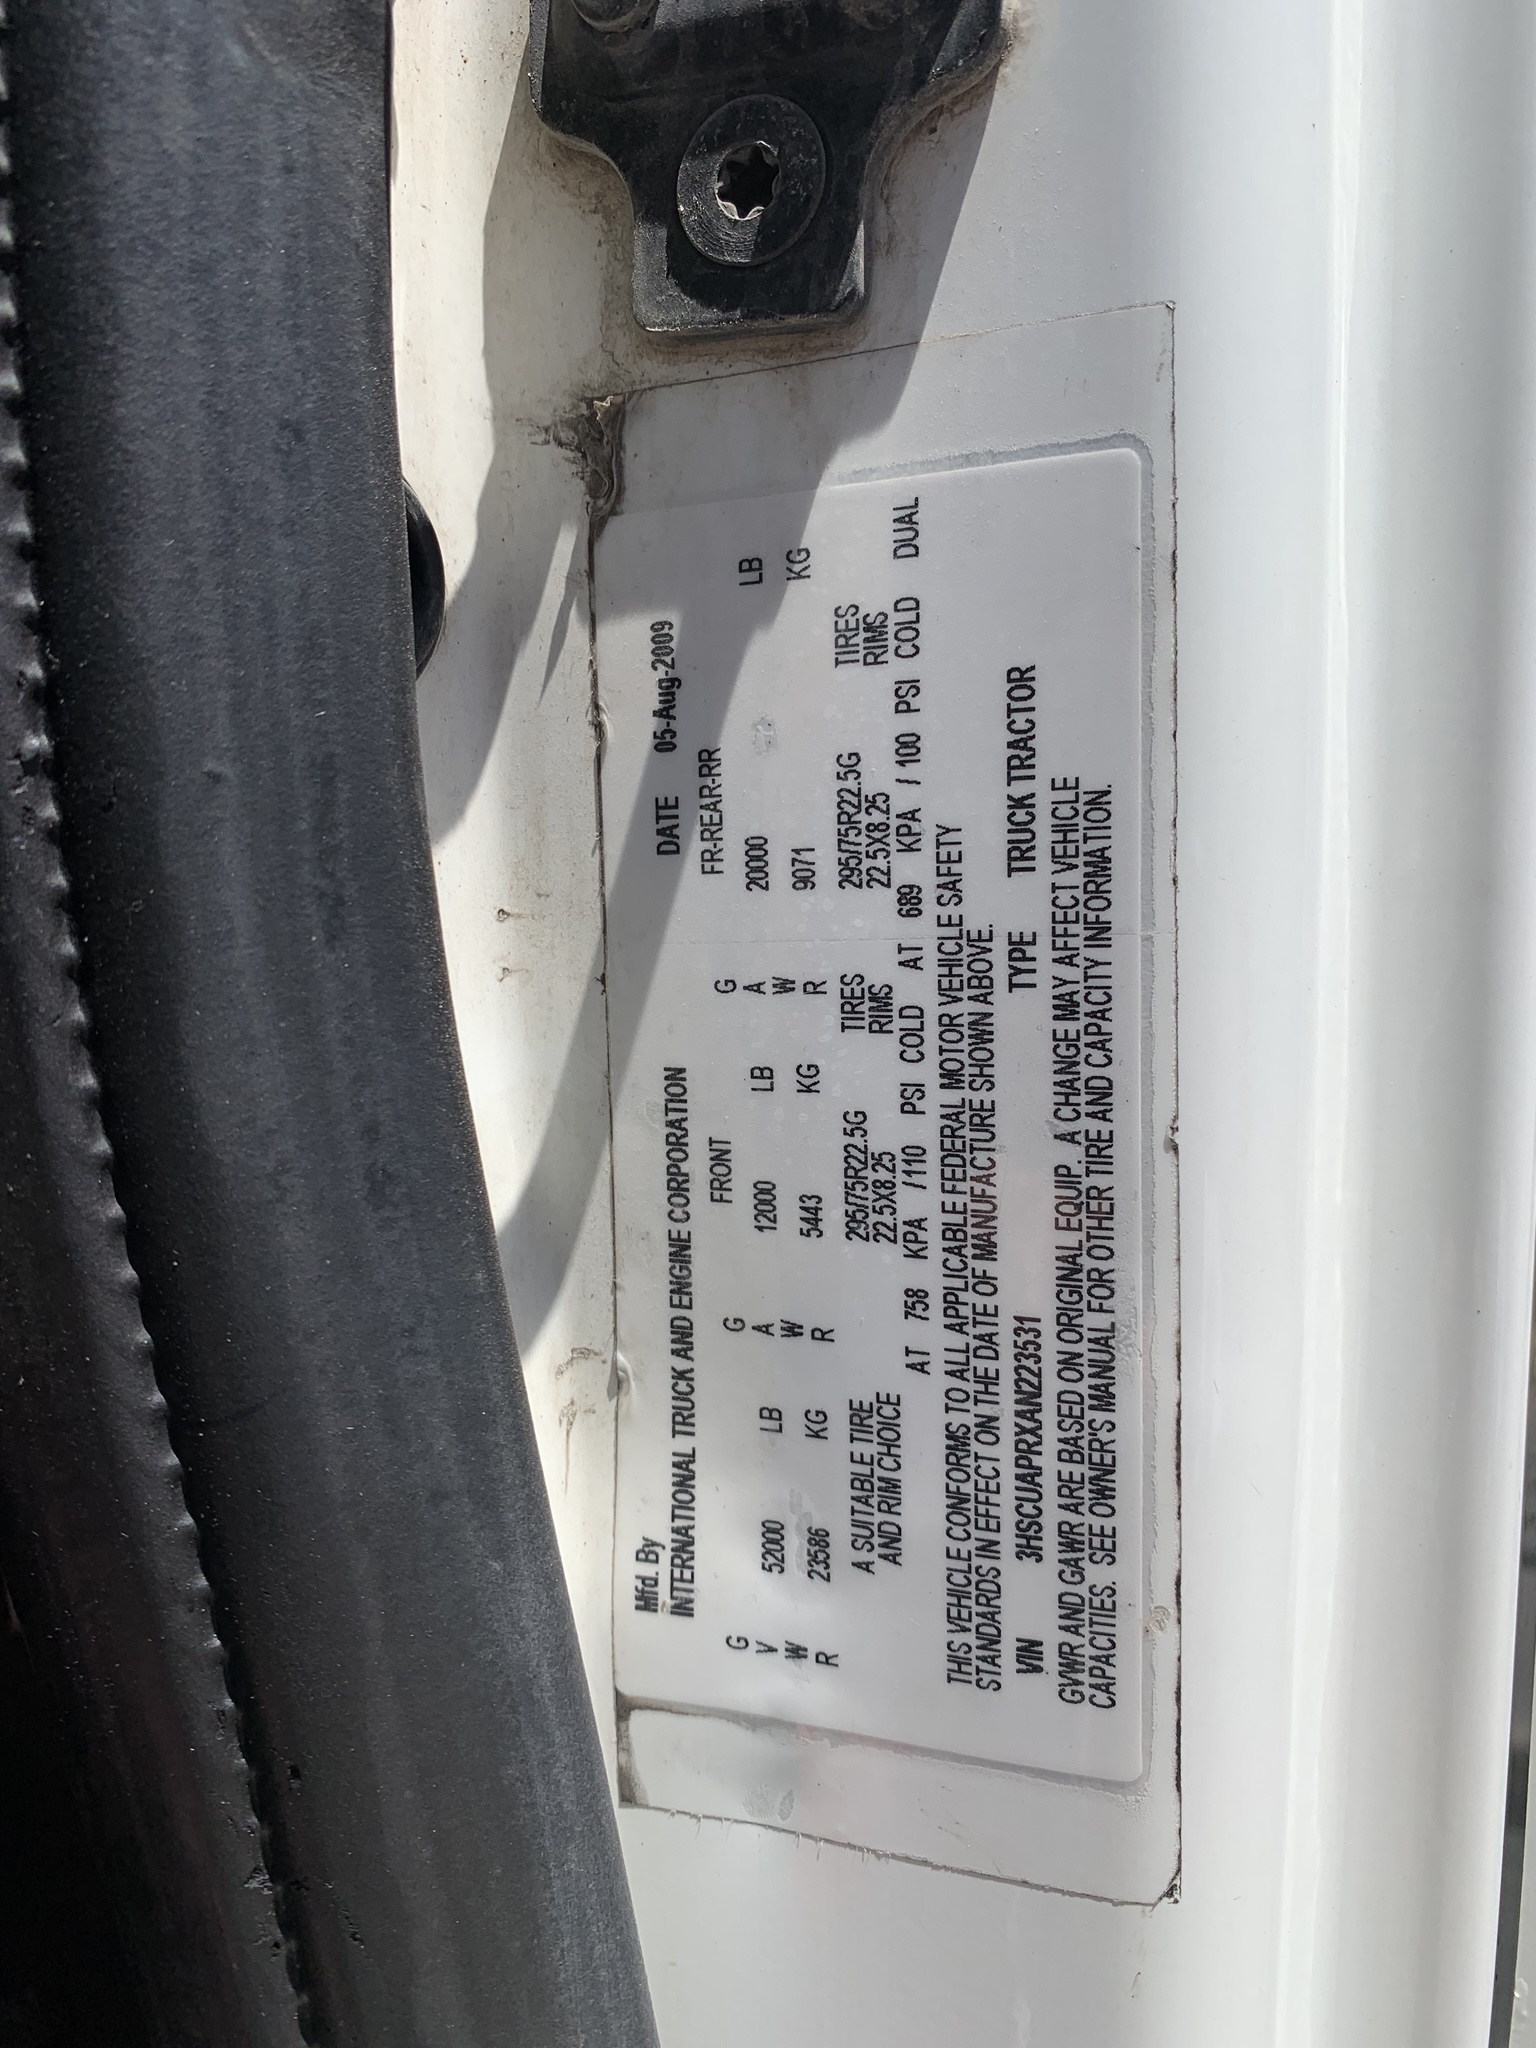 Mfd. By
INTERNATIONAL TRUCK AND ENGINE CORPORATION DATE 05-Aug-2009
FRONT FR-REAR-RR
G G G
V 52000 LB A 12000 LB A 20000 LB
W W W
R 23586 KG R 5443 KG R 9071 KG
A SUITABLE TIRE 295/75R22.5G TIRES 295/75R22.5G TIRES
AND RIM CHOICE 22.5X8.25 RIMS 22.5X8.25 RIMS
AT 758 KPA /110 PSI COLD AT 689 KPA / 100 PSI COLD DUAL
THIS VEHICLE CONFORMS TO ALL APPLICABLE FEDERAL MOTOR VEHICLE SAFETY
STANDARDS IN EFFECT ON THE DATE OF MANUFACTURE SHOWN ABOVE.
VIN 3HSCUAPRXAN223531 TYPE TRUCK TRACTOR
GVWR AND GAWR ARE BASED ON ORIGINAL EQUIP. A CHANGE MAY AFFECT VEHICLE
CAPACITIES. SEE OWNER'S MANUAL FOR OTHER TIRE AND CAPACITY INFORMATION.